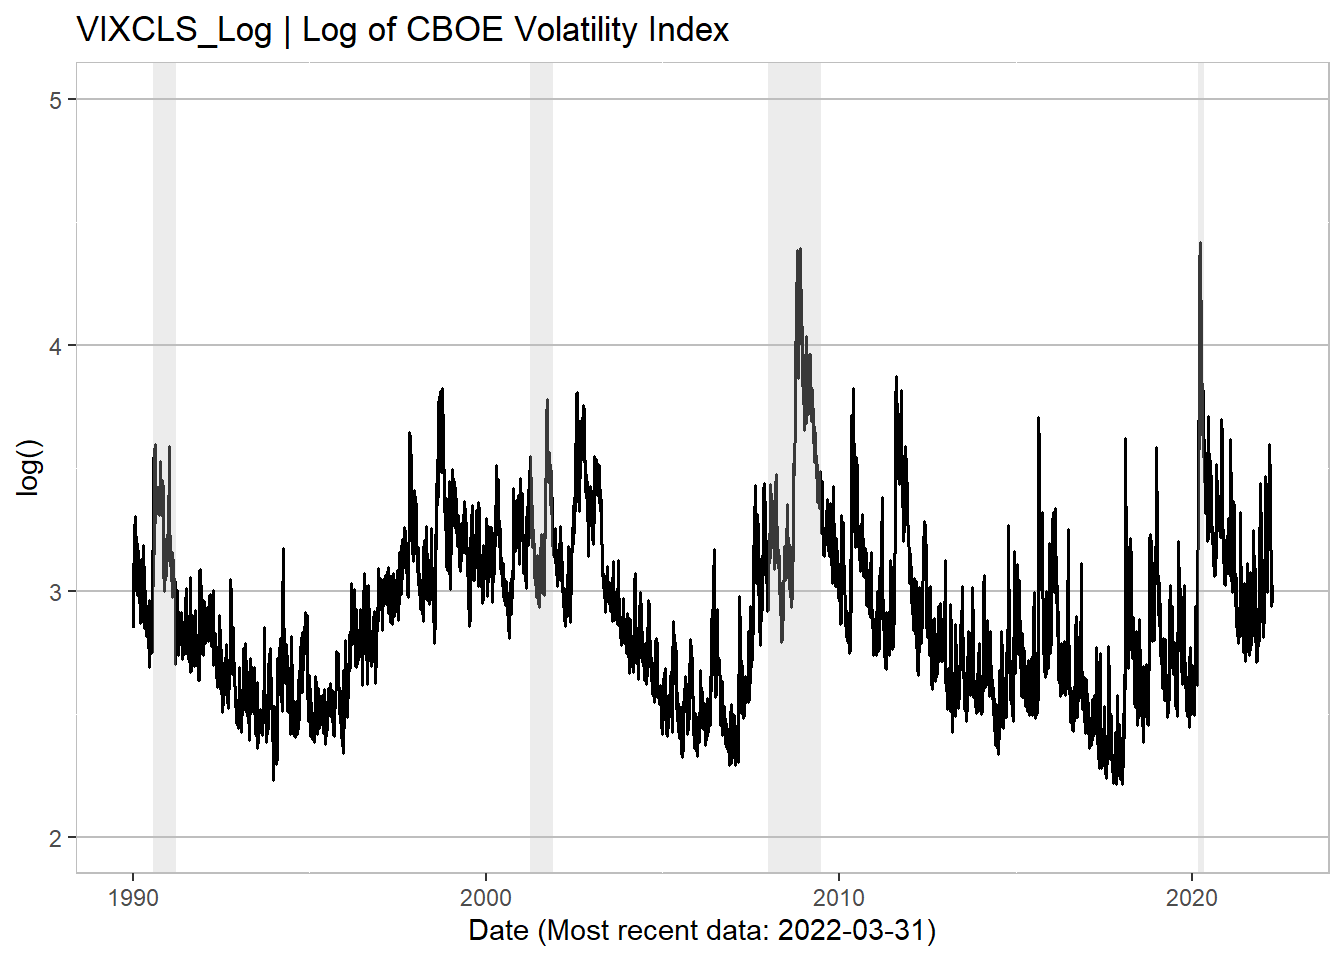 VIXCLS_Log | Log of CBOE Volatility Index
5
4
3
2
log()
1990
2000
2010
2020
Date (Most recent data: 2022-03-31)